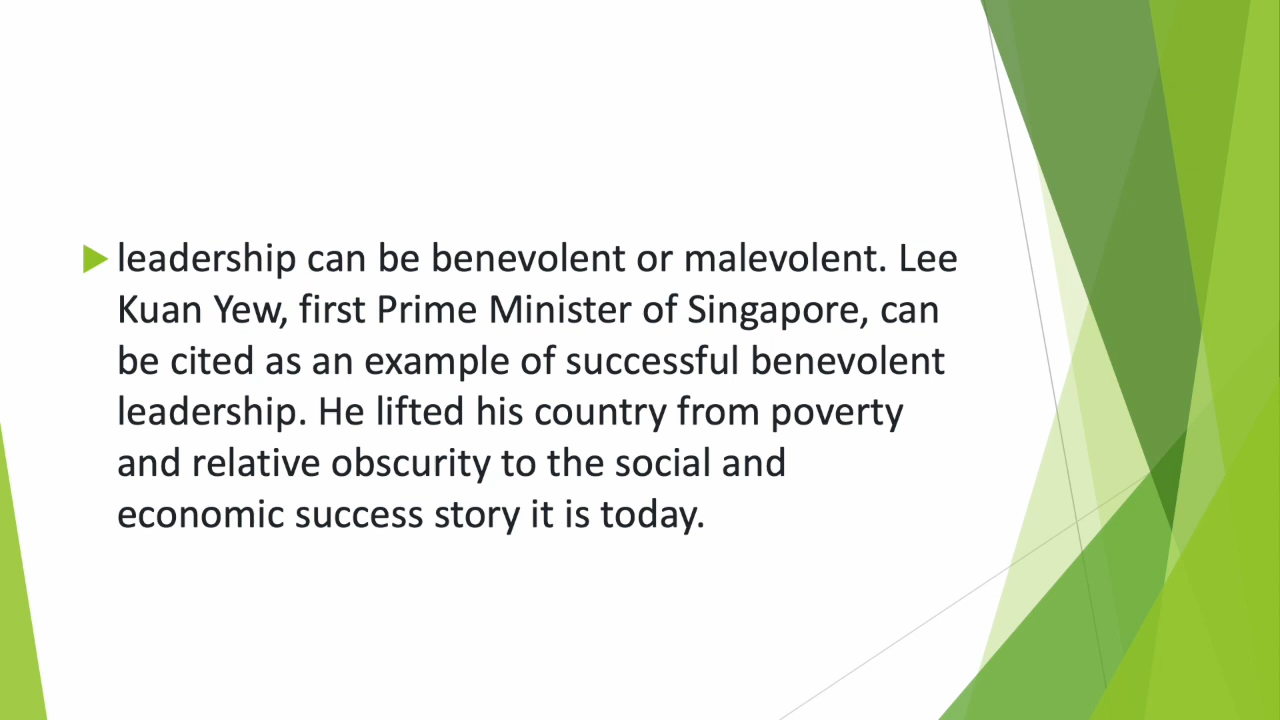 leadership can be benevolent or malevolent. Lee
Kuan Yew, first Prime Minister of Singapore, can
be cited as an example of successful benevolent
leadership. He lifted his country from poverty
and relative obscurity to the social and
economic success story it is today.